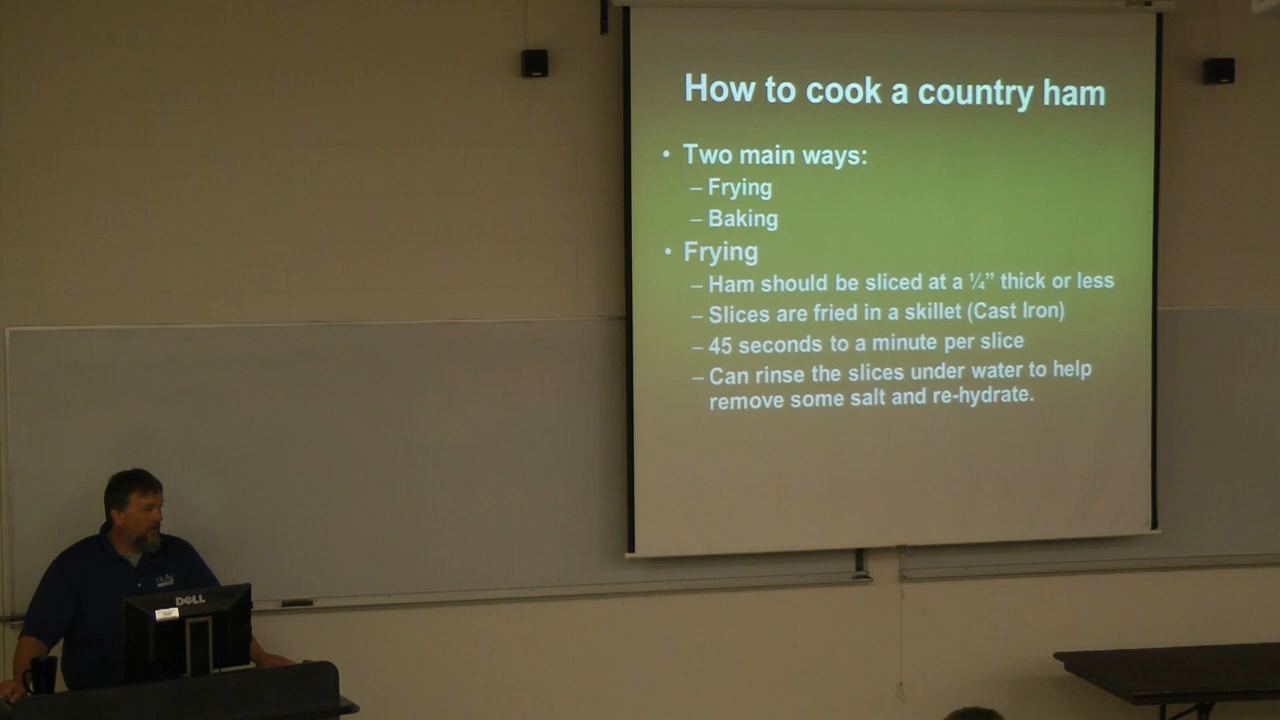 How to cook a country ham
• Two main ways:
– Frying
– Baking
• Frying
– Ham should be sliced at a ¼” thick or less
– Slices are fried in a skillet (Cast Iron)
– 45 seconds to a minute per slice
– Can rinse the slices under water to help
remove some salt and re-hydrate.
DELL